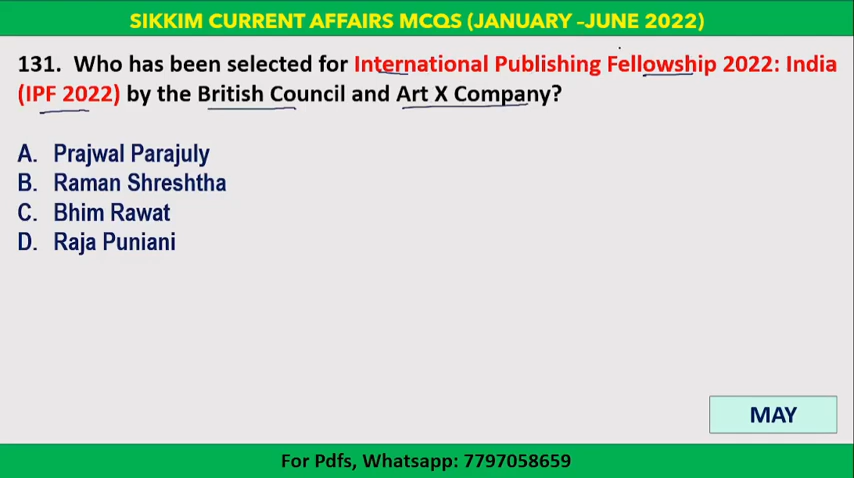 SIKKIM CURRENT AFFAIRS MCQS (JANUARY –JUNE 2022)
131. Who has been selected for International Publishing Fellowship 2022: India
(IPF 2022) by the British Council and Art X Company?
A. Prajwal Parajuly
B. Raman Shreshtha
C. Bhim Rawat
D. Raja Puniani
MAY
For Pdfs, Whatsapp: 7797058659